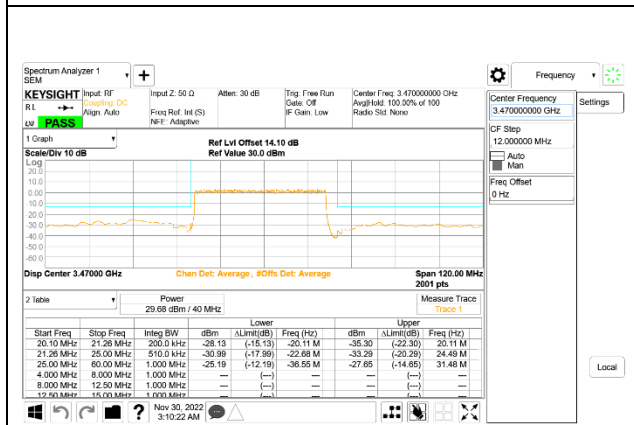 Spectrum Analyzer 1
SEM
Frequency
KEYSIGHT Input: RF Input Z: 50 Ω Atten: 30 dB Trig: Free Run Center Freq: 3.470000000 GHz
RL Coupling: DC Gate: Off Avg|Hold: 100.00% of 100
Align: Auto Freq Ref: Int (S) IF Gain: Low Radio Std: None
PASS NFE: Adaptive
Center Frequency
3.470000000 GHz
Settings
CF Step
12.000000 MHz
Auto
Man
Freq Offset
0 Hz
1 Graph
Ref Lvl Offset 14.10 dB
Scale/Div 10 dB Ref Value 30.0 dBm
Log
20.0
10.0
0.00
-10.0
-20.0
-30.0
-40.0
-50.0
-60.0
Disp Center 3.47000 GHz Chan Det: Average , #Offs Det: Average Span 120.00 MHz
2001 pts
2 Table Power Measure Trace
29.68 dBm / 40 MHz Trace 1
Lower Upper
Start Freq Stop Freq Integ BW dBm ΔLimit(dB) Freq (Hz) dBm ΔLimit(dB) Freq (Hz)
20.10 MHz 21.26 MHz 200.0 kHz -28.13 (-15.13) -20.11 M -35.30 (-22.30) 20.11 M
21.26 MHz 25.00 MHz 510.0 kHz -30.99 (-17.99) -22.68 M -33.29 (-20.29) 24.49 M
25.00 MHz 60.00 MHz 1.000 MHz -25.19 (-12.19) -36.55 M -27.65 (-14.65) 31.48 M
4.000 MHz 8.000 MHz 1.000 MHz --- (---) --- --- (---) ---
8.000 MHz 12.50 MHz 1.000 MHz --- (---) --- --- (---) ---
12.50 MHz 15.00 MHz 1.000 MHz --- (---) --- --- (---) ---
Local
? Nov 30, 2022
3:10:22 AM